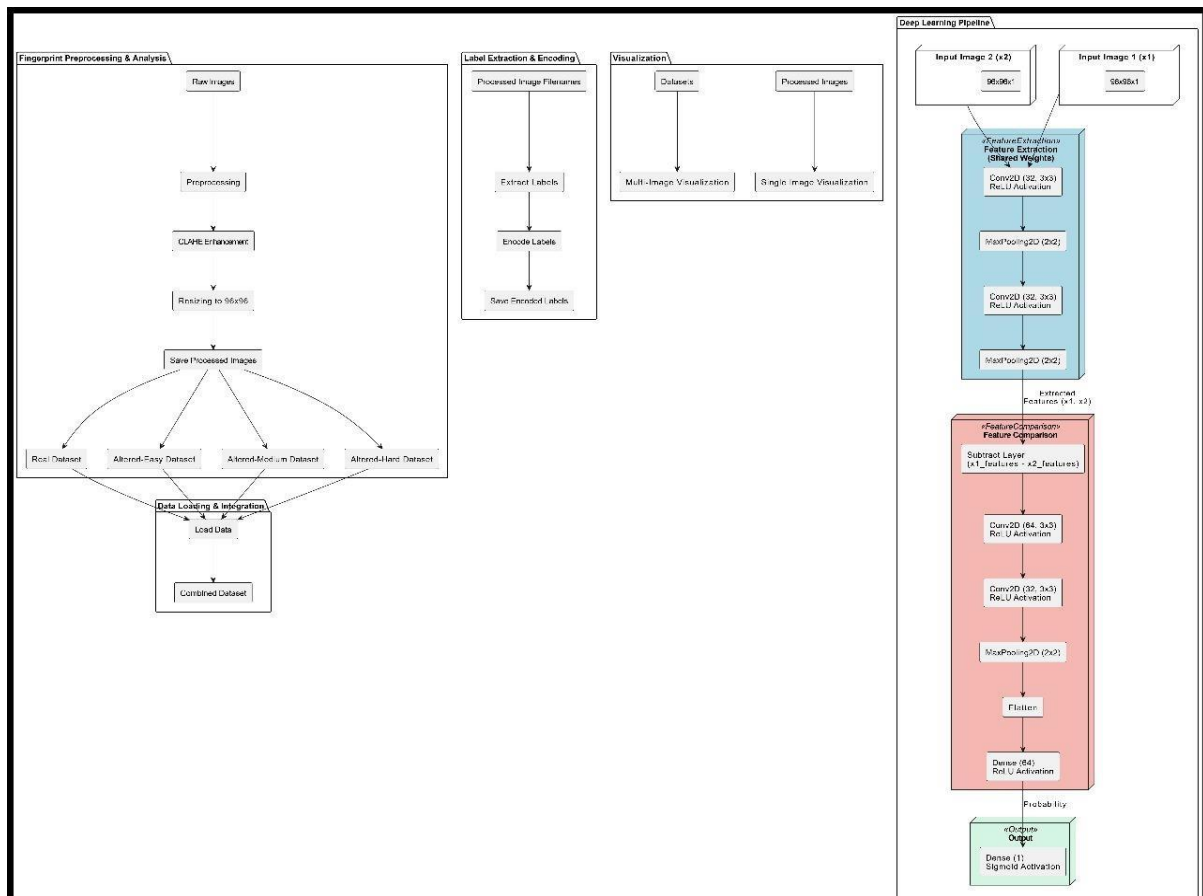 Fingerprint Preprocessing & Analysis
Raw Images
Preprocessing
CLAHE Enhancement
Resizing to 96x96
Save Processed Images
Real Dataset
Altered-Easy Dataset
Altered-Medium Dataset
Altered-Hard Dataset
Data Loading & Integration
Load Data
Combined Dataset
Label Extraction & Encoding
Processed Image Filenames
Extract Labels
Encode Labels
Save Encoded Labels
Visualization
Datasets
Processed Images
Multi-Image Visualization
Single Image Visualization
Deep Learning Pipeline
Input Image 2 (x2)
96x96x1
Input Image 1 (x1)
96x96x1
«FeatureExtraction»
Feature Extraction
(Shared Weights)
Conv2D (32, 3x3)
ReLU Activation
MaxPooling2D (2x2)
Conv2D (32, 3x3)
ReLU Activation
MaxPooling2D (2x2)
Extracted
Features (x1, x2)
«FeatureComparison»
Feature Comparison
Subtract Layer
(x1_features - x2_features)
Conv2D (64, 3x3)
ReLU Activation
Conv2D (32, 3x3)
ReLU Activation
MaxPooling2D (2x2)
Flatten
Dense (64)
ReLU Activation
Probability
«Output»
Output
Dense (1)
Sigmoid Activation